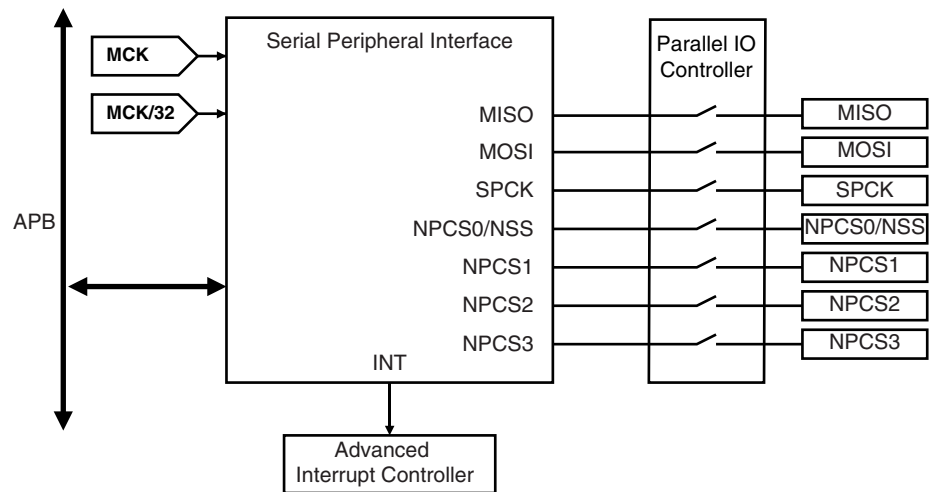 Serial Peripheral Interface
Parallel IO
Controller
MCK
MCK/32
APB
MISO
MOSI
SPCK
NPCS0/NSS
NPCS1
NPCS2
NPCS3
INT
MISO
MOSI
SPCK
NPCS0/NSS
NPCS1
NPCS2
NPCS3
Advanced
Interrupt Controller